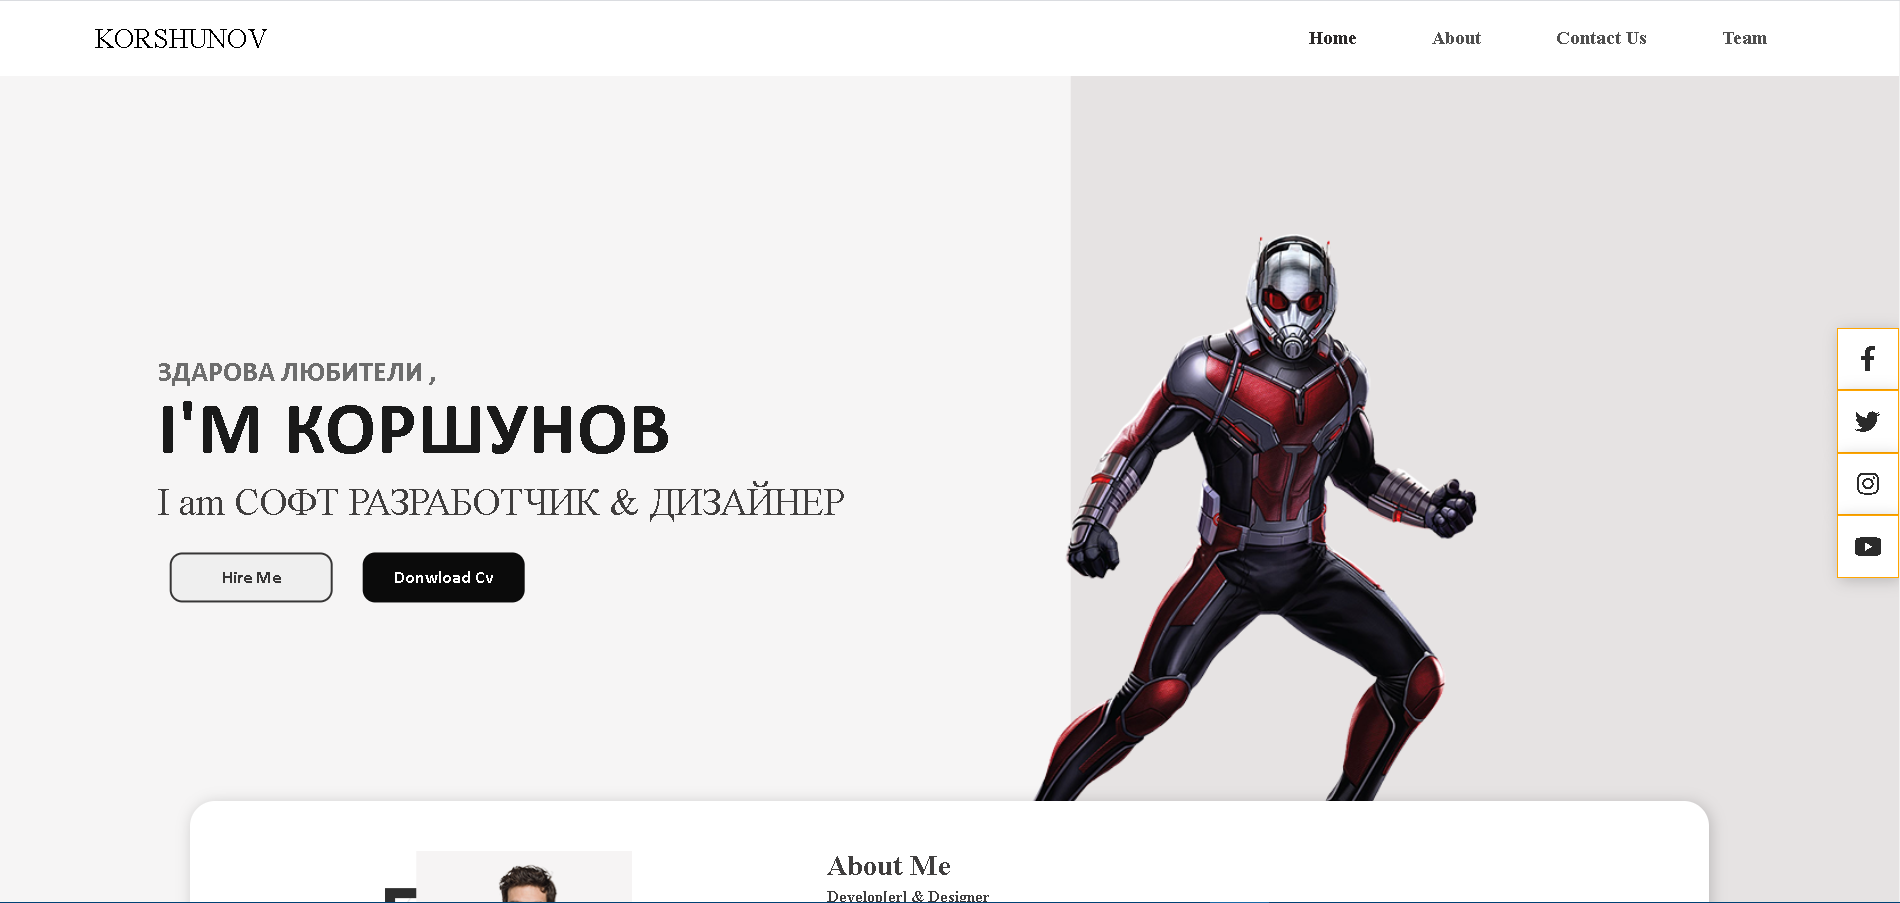 KORSHUNOV
Home About Contact Us Team
ЗДАРОВА ЛЮБИТЕЛИ ,
I'M КОРШУНОВ
I am СОФТ РАЗРАБОТЧИК & ДИЗАЙНЕР
Hire Me Donwload Cv
About Me
Develop[er] & Designer